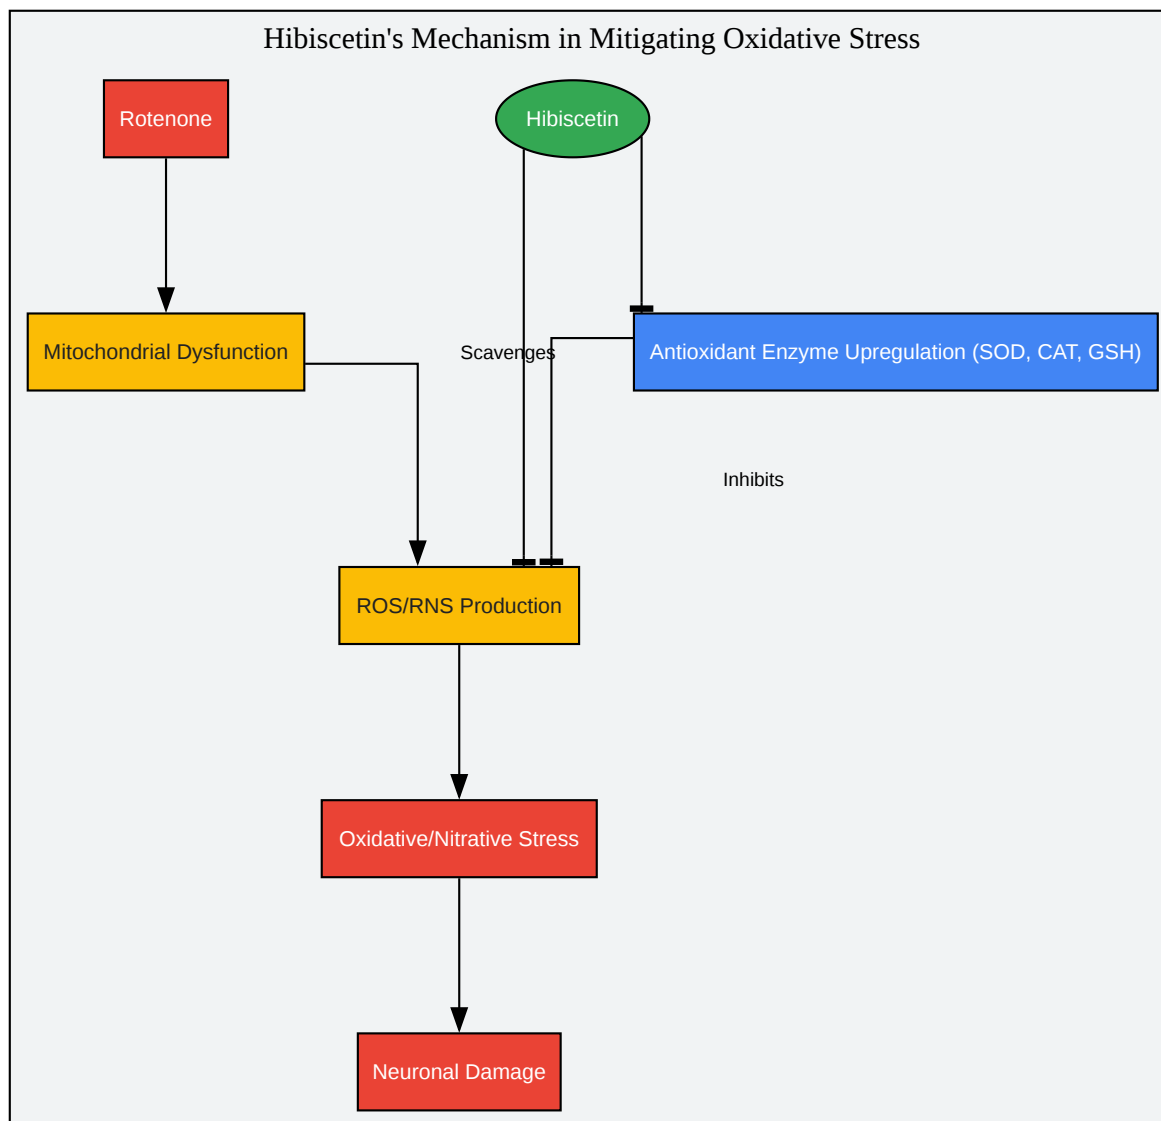 Hibiscetin's Mechanism in Mitigating Oxidative Stress
Rotenone
Hibiscetin
Mitochondrial Dysfunction
Scavenges
Antioxidant Enzyme Upregulation (SOD, CAT, GSH)
Inhibits
ROS/RNS Production
Oxidative/Nitrative Stress
Neuronal Damage